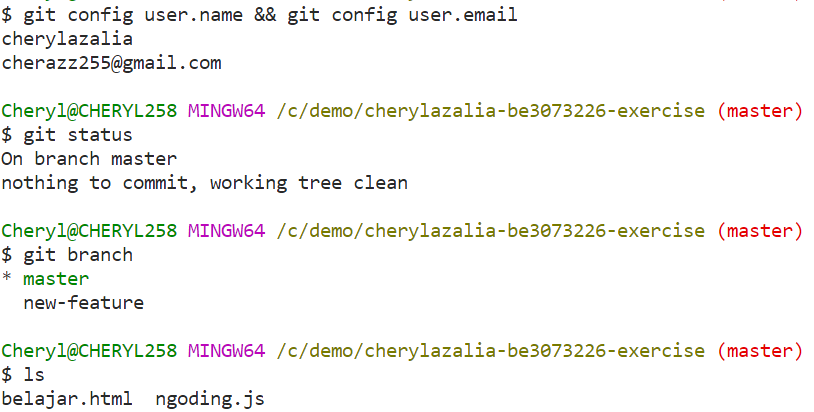 $ git config user.name && git config user.email
cherylazalia
cherazz255@gmail.com
Cheryl@CHERYL258 MINGW64 /c/demo/cherylazalia-be3073226-exercise (master)
$ git status
On branch master
nothing to commit, working tree clean
Cheryl@CHERYL258 MINGW64 /c/demo/cherylazalia-be3073226-exercise (master)
$ git branch
* master
  new-feature
Cheryl@CHERYL258 MINGW64 /c/demo/cherylazalia-be3073226-exercise (master)
$ ls
belajar.html  ngoding.js